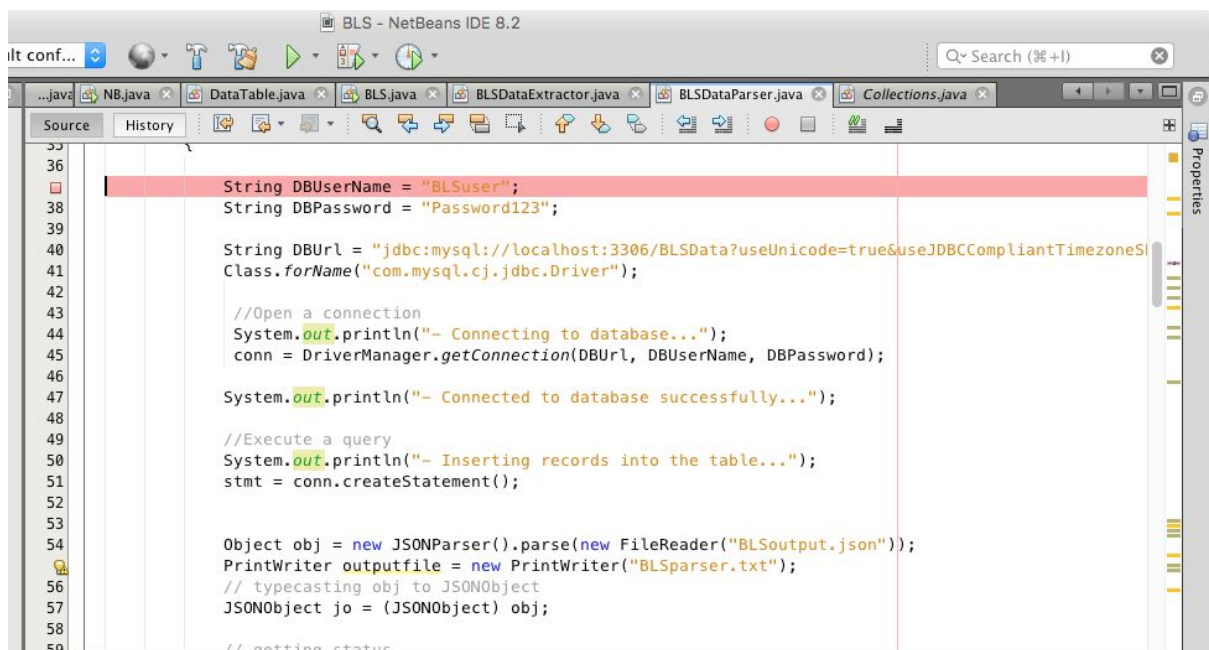 BLS - NetBeans IDE 8.2
ult conf...
Search (⌘+I)
...java NB.java DataTable.java BLS.java BLSDataExtractor.java BLSDataParser.java Collections.java
Source History
Properties
35 {
36
String DBUserName = "BLSuser";
38 String DBPassword = "Password123";
39
40 String DBUrl = "jdbc:mysql://localhost:3306/BLSData?useUnicode=true&useJDBCCompliantTimezoneS
41 Class.forName("com.mysql.cj.jdbc.Driver");
42
43 //Open a connection
44 System.out.println("- Connecting to database...");
45 conn = DriverManager.getConnection(DBUrl, DBUserName, DBPassword);
46
47 System.out.println("- Connected to database successfully...");
48
49 //Execute a query
50 System.out.println("- Inserting records into the table...");
51 stmt = conn.createStatement();
52
53
54 Object obj = new JSONParser().parse(new FileReader("BLSoutput.json"));
PrintWriter outputfile = new PrintWriter("BLSparser.txt");
56 // typecasting obj to JSONObject
57 JSONObject jo = (JSONObject) obj;
58
59 // getting status